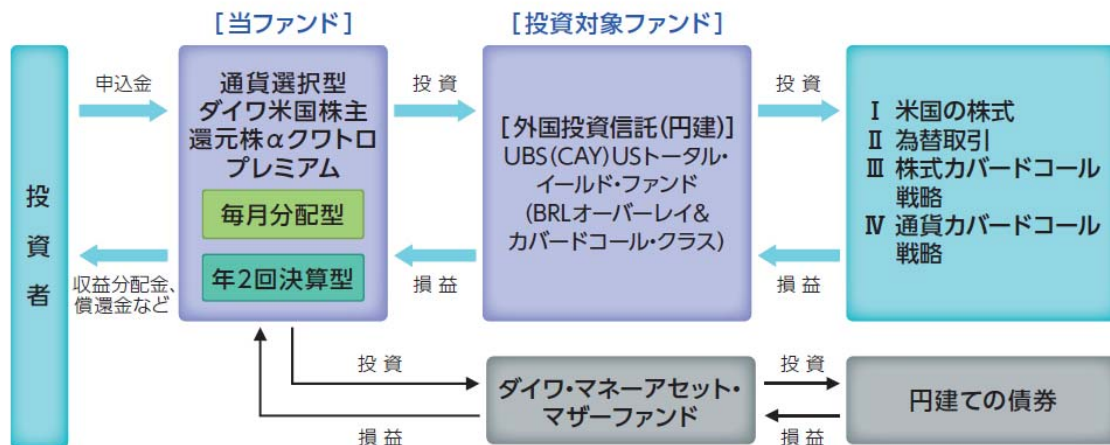 [当ファンド]
[投資対象ファンド]
投資者
申込金
収益分配金、
償還金など
通貨選択型
ダイワ米国株主
還元株αクワトロ
プレミアム
毎月分配型
年2回決算型
投資
損益
[外国投資信託(円建)]
UBS(CAY)USトータル・
イールド・ファンド
(BRLオーバーレイ&
カバードコール・クラス)
投資
損益
Ⅰ 米国の株式
Ⅱ 為替取引
Ⅲ 株式カバードコール
戦略
Ⅳ 通貨カバードコール
戦略
投資
損益
ダイワ・マネーアセット・
マザーファンド
投資
損益
円建ての債券